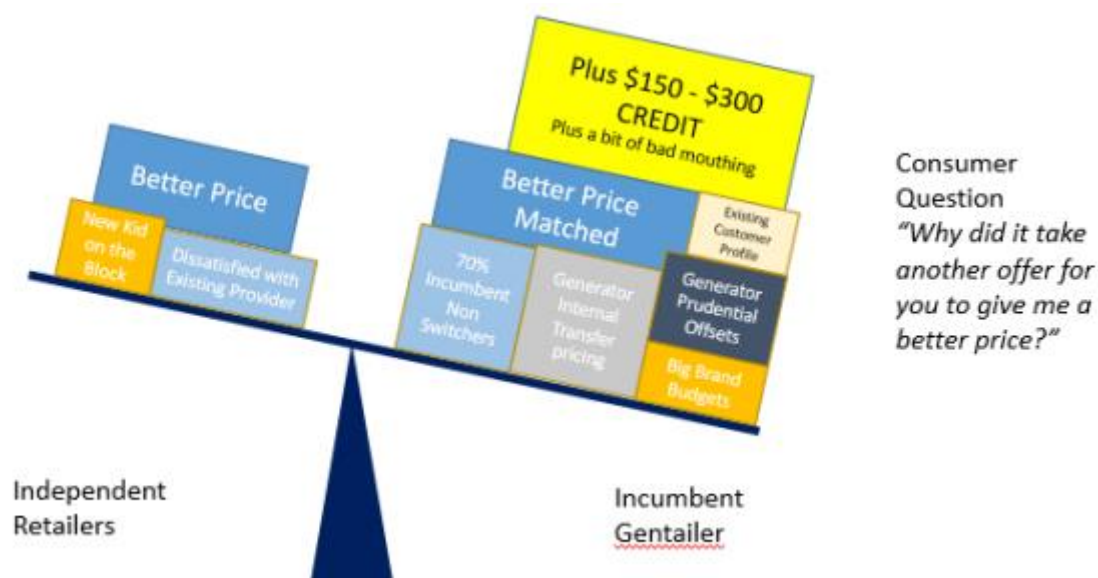 Plus $150 - $300
CREDIT
Plus a bit of bad mouthing
Better Price
New Kid
on the
Block
Dissatisfied with
Existing Provider
Better Price
Matched
Existing
Customer
Profile
70%
Incumbent
Non
Switchers
Generator
Internal
Transfer
pricing
Generator
Prudential
Offsets
Big Brand
Budgets
Consumer
Question
“Why did it take
another offer for
you to give me a
better price?”
Independent
Retailers
Incumbent
Gentailer